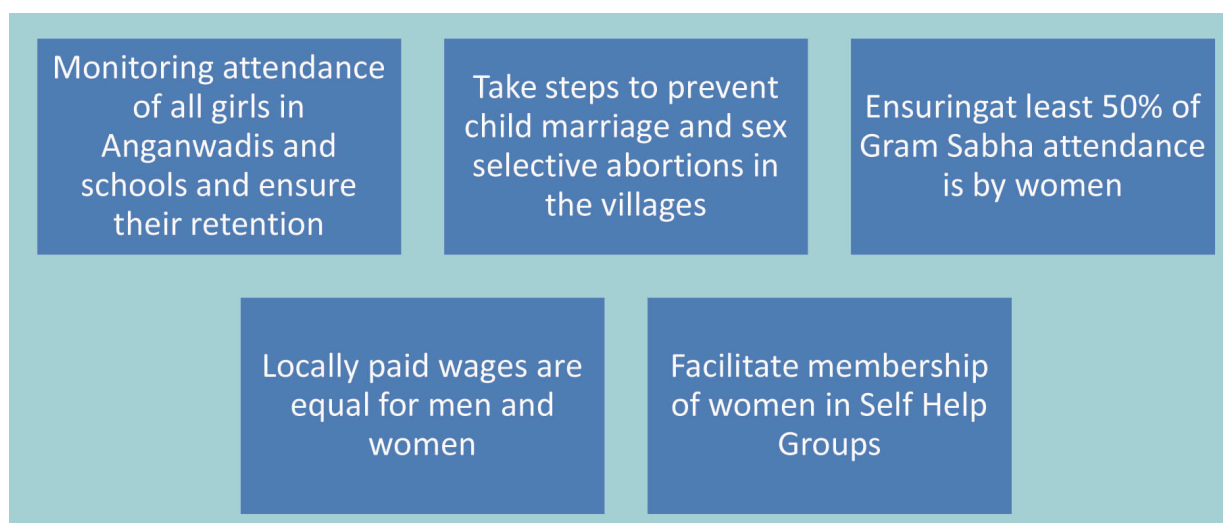 Monitoring attendance
of all girls in
Anganwadis and
schools and ensure
their retention
Take steps to prevent
child marriage and sex
selective abortions in
the villages
Ensuringat least 50% of
Gram Sabha attendance
is by women
Locally paid wages are
equal for men and
women
Facilitate membership
of women in Self Help
Groups